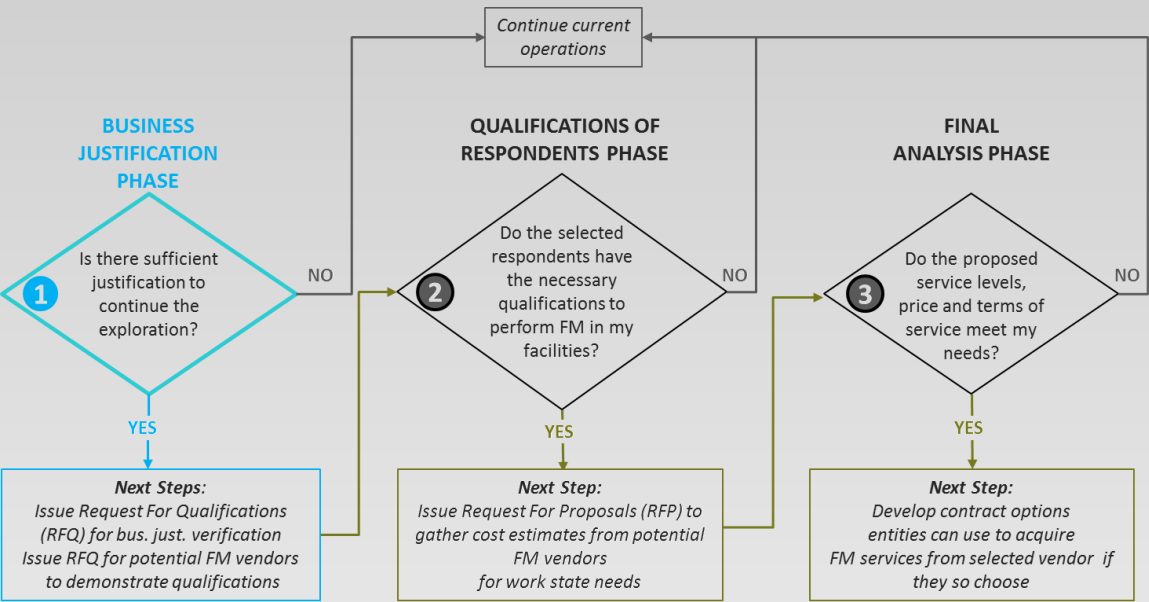 Continue current
operations
BUSINESS
JUSTIFICATION
PHASE
1
Is there sufficient
justification to
continue the
exploration?
NO
YES
Next Steps:
Issue Request For Qualifications
(RFQ) for bus. just. verification
Issue RFQ for potential FM vendors
to demonstrate qualifications
QUALIFICATIONS OF
RESPONDENTS PHASE
2
Do the selected
respondents have
the necessary
qualifications to
perform FM in my
facilities?
NO
YES
Next Step:
Issue Request For Proposals (RFP) to
gather cost estimates from potential
FM vendors
for work state needs
FINAL
ANALYSIS PHASE
3
Do the proposed
service levels,
price and terms of
service meet my
needs?
NO
YES
Next Step:
Develop contract options
entities can use to acquire
FM services from selected vendor if
they so choose